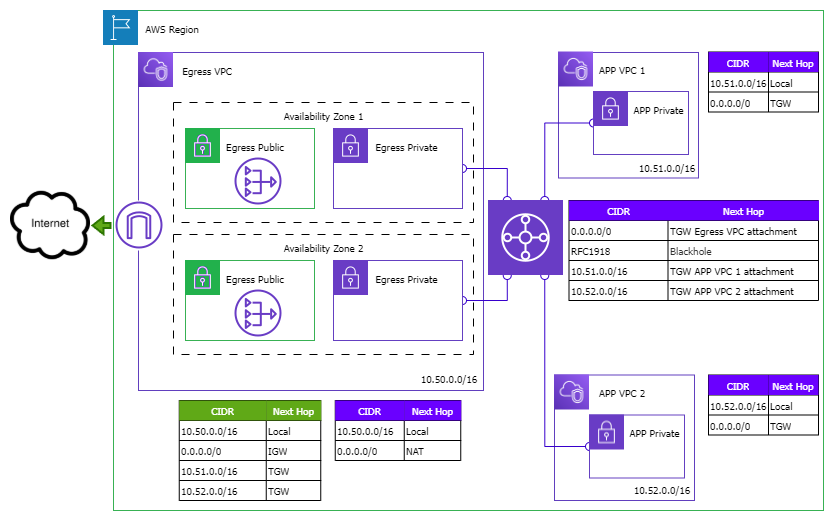 AWS Region
Egress VPC
Availability Zone 1
Egress Public
Egress Private
Availability Zone 2
Egress Public
Egress Private
10.50.0.0/16
Internet
APP VPC 1
APP Private
10.51.0.0/16
CIDR Next Hop
10.51.0.0/16 Local
0.0.0.0/0 TGW
CIDR Next Hop
0.0.0.0/0 TGW Egress VPC attachment
RFC1918 Blackhole
10.51.0.0/16 TGW APP VPC 1 attachment
10.52.0.0/16 TGW APP VPC 2 attachment
APP VPC 2
APP Private
10.52.0.0/16
CIDR Next Hop
10.52.0.0/16 Local
0.0.0.0/0 TGW
CIDR Next Hop
10.50.0.0/16 Local
0.0.0.0/0 IGW
10.51.0.0/16 TGW
10.52.0.0/16 TGW
CIDR Next Hop
10.50.0.0/16 Local
0.0.0.0/0 NAT